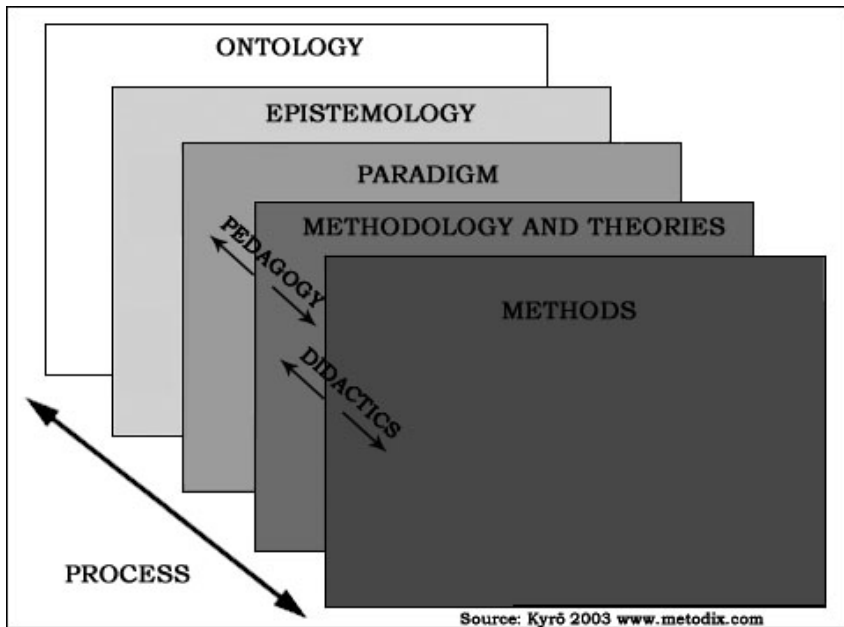 ONTOLOGY
EPISTEMOLOGY
PARADIGM
METHODOLOGY AND THEORIES
PEDAGOGY
METHODS
DIDACTICS
PROCESS
Source: Kyrö 2003 www.metodix.com